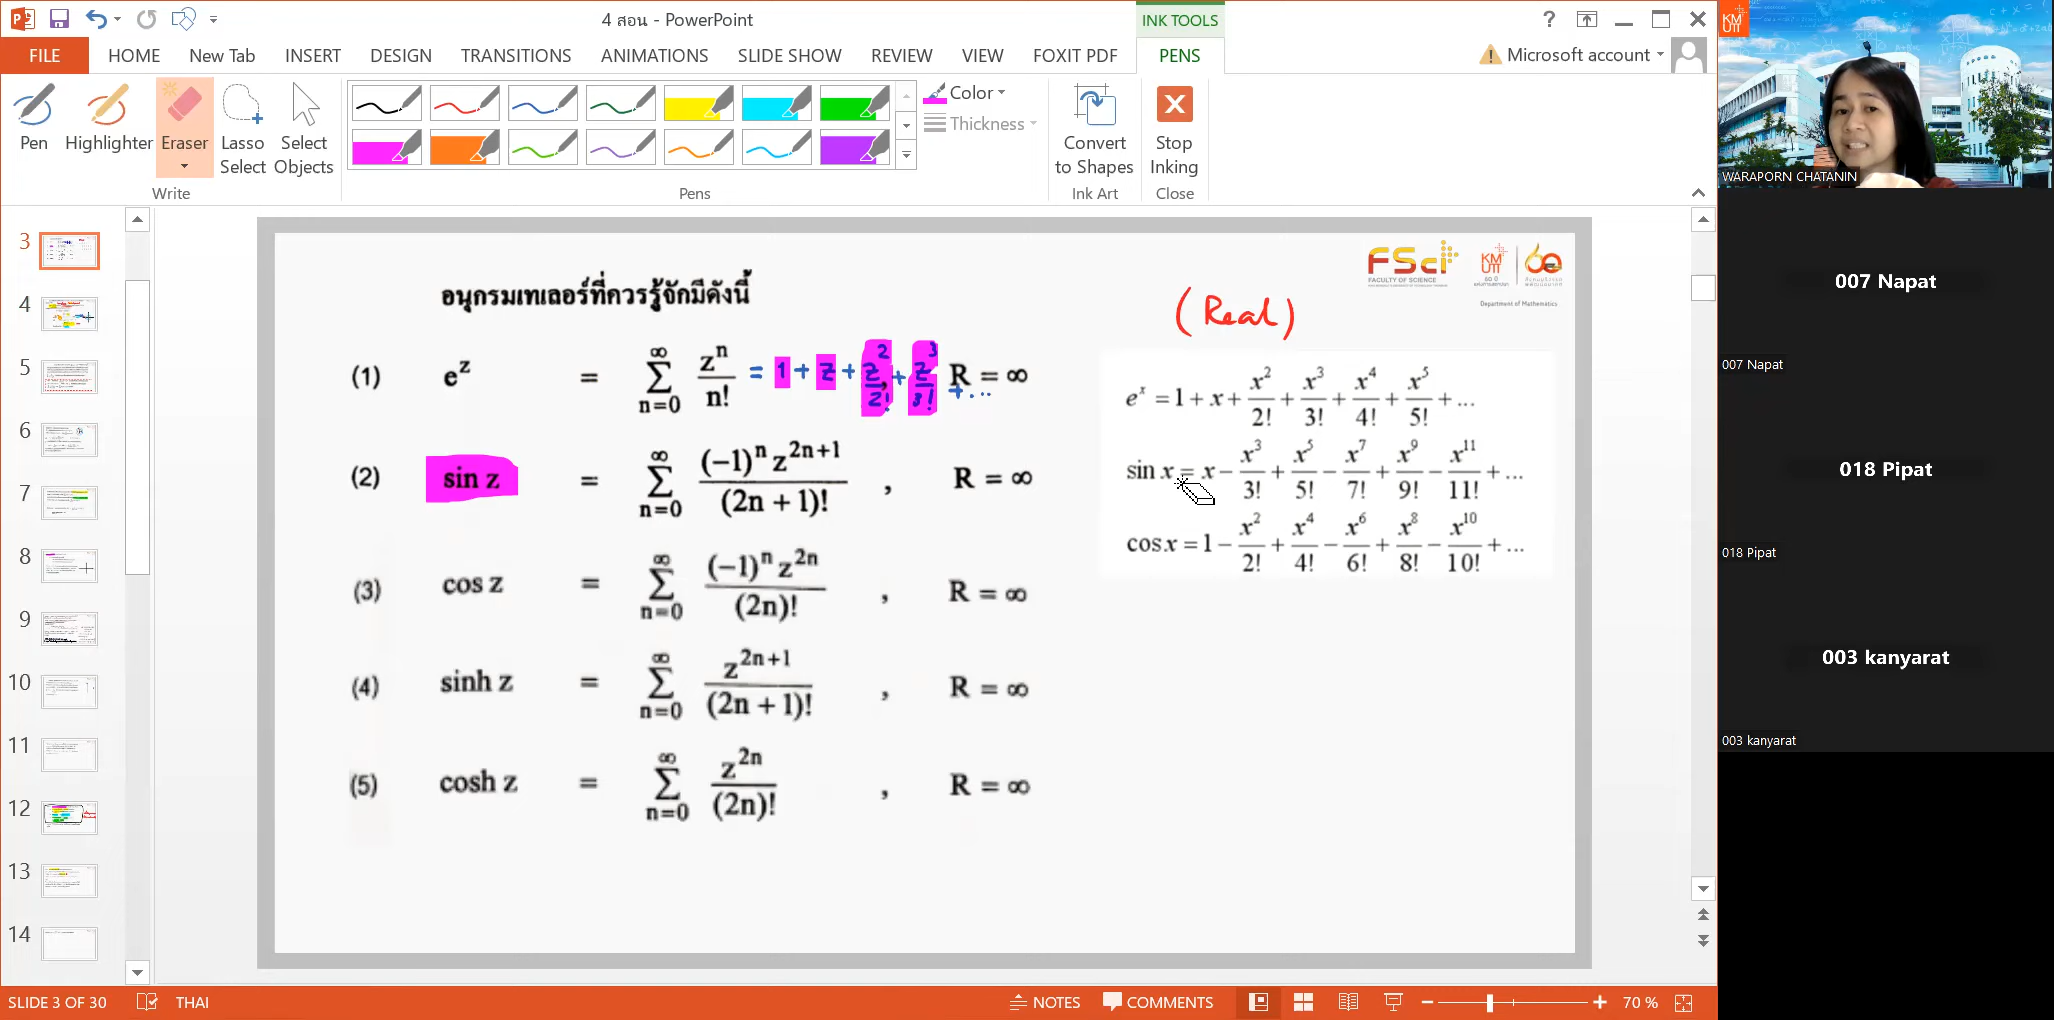 4 สอน - PowerPoint
INK TOOLS
?
FILE HOME New Tab INSERT DESIGN TRANSITIONS ANIMATIONS SLIDE SHOW REVIEW VIEW FOXIT PDF PENS
Microsoft account
Pen Highlighter Eraser Lasso Select Select Objects
Color
Thickness
Convert to Shapes
Stop Inking
Write Pens Ink Art Close
3
4
5
6
7
8
9
10
11
12
13
14
FSci
FACULTY OF SCIENCE
Department of Mathematics
อนุกรมเทเลอร์ที่ควรรู้จักมีดังนี้
(Real)
(1) e^z = ∑_{n=0}^{∞} z^n/n! = 1 + z + z^2/2! + z^3/3! + ... R = ∞
(2) sin z = ∑_{n=0}^{∞} (−1)^n z^{2n+1}/(2n + 1)! , R = ∞
(3) cos z = ∑_{n=0}^{∞} (−1)^n z^{2n}/(2n)! , R = ∞
(4) sinh z = ∑_{n=0}^{∞} z^{2n+1}/(2n + 1)! , R = ∞
(5) cosh z = ∑_{n=0}^{∞} z^{2n}/(2n)! , R = ∞
e^x = 1 + x + x^2/2! + x^3/3! + x^4/4! + x^5/5! + ...
sin x = x − x^3/3! + x^5/5! − x^7/7! + x^9/9! − x^11/11! + ...
cos x = 1 − x^2/2! + x^4/4! − x^6/6! + x^8/8! − x^10/10! + ...
SLIDE 3 OF 30 THAI NOTES COMMENTS 70 %
WARAPORN CHATANIN
007 Napat
007 Napat
018 Pipat
018 Pipat
003 kanyarat
003 kanyarat